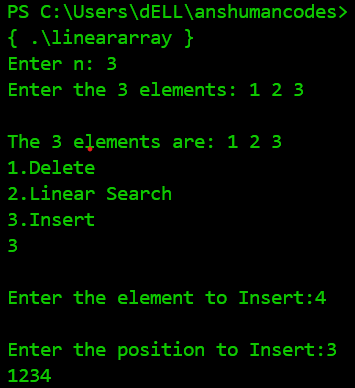 PS C:\Users\dELL\anshumancodes>
{ .\lineararray }
Enter n: 3
Enter the 3 elements: 1 2 3
The 3 elements are: 1 2 3
1.Delete
2.Linear Search
3.Insert
3
Enter the element to Insert:4
Enter the position to Insert:3
1234